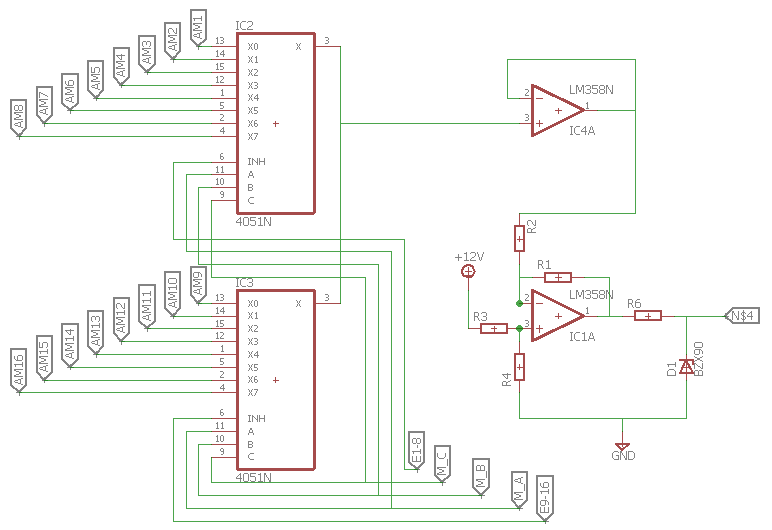 IC2
AM1
AM2
AM3
AM4
AM5
AM6
AM7
AM8
13 X0 X 3
14 X1
15 X2
12 X3
1 X4
5 X5
2 X6 +
4 X7
6 INH
11 A
10 B
9 C
4051N
LM358N
2 −
+ 1
3 +
IC4A
R2
+12V
R1
LM358N
2 −
+ 1
3 +
IC1A
R3
R4
R6
N$4
D1
BZX90
GND
IC3
AM9
AM10
AM11
AM12
AM13
AM14
AM15
AM16
13 X0 X 3
14 X1
15 X2
12 X3
1 X4
5 X5
2 X6 +
4 X7
6 INH
11 A
10 B
9 C
4051N
E1-8
M_C
M_B
M_A
E9-16